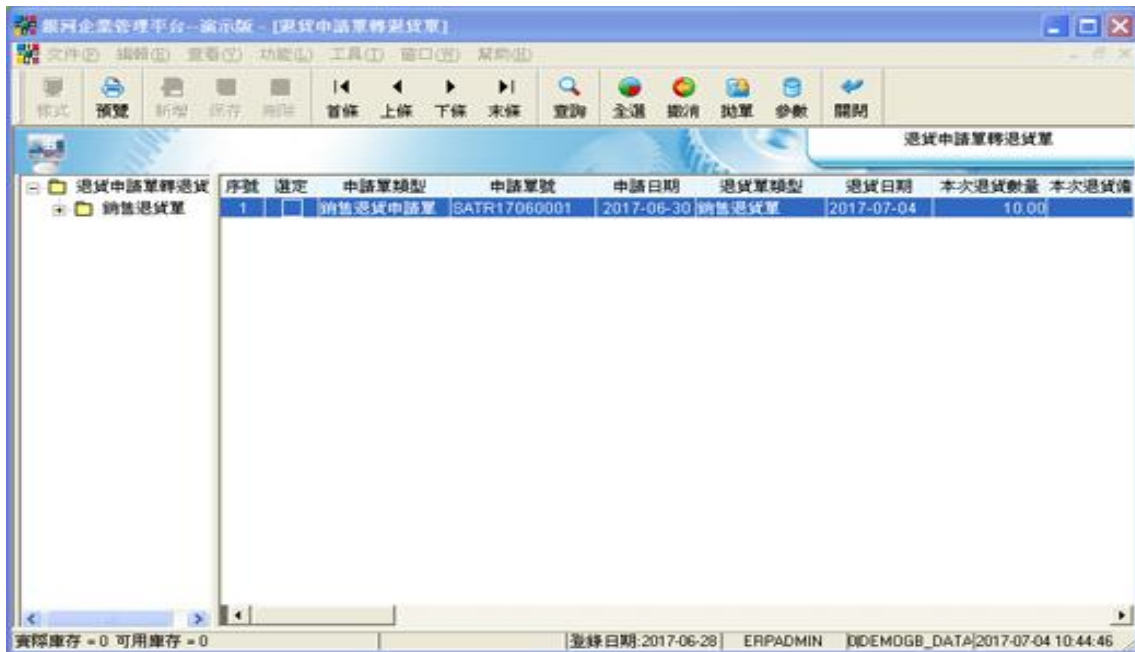 銀河企業管理平台--演示版 - [退貨申請單轉退貨單]
文件(F) 編輯(E) 查看(V) 功能(L) 工具(T) 窗口(W) 幫助(H)
樣式 預覽 新增 保存 刪除 首條 上條 下條 末條 查詢 全選 撤消 拋單 參數 關閉
退貨申請單轉退貨單
退貨申請單轉退貨
銷售退貨單
序號 選定 申請單類型 申請單號 申請日期 退貨單類型 退貨日期 本次退貨數量 本次退貨備
1 銷售退貨申請單 SATR17060001 2017-06-30 銷售退貨單 2017-07-04 10.00
實際庫存 = 0 可用庫存 = 0 登錄日期:2017-06-28 ERPADMIN DEMOGB_DATA 2017-07-04 10:44:46